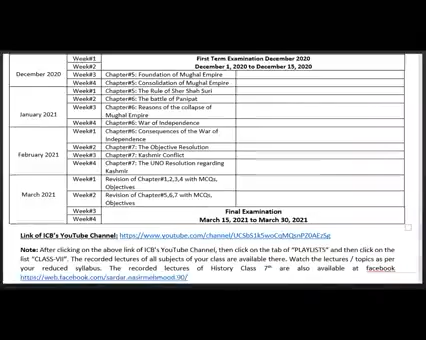 Week#1 First Term Examination December 2020
Week#2 December 1, 2020 to December 15, 2020
December 2020 Week#3 Chapter#5: Foundation of Mughal Empire
Week#4 Chapter#5: Consolidation of Mughal Empire
Week#1 Chapter#5: The Rule of Sher Shah Suri
Week#2 Chapter#6: The battle of Panipat
January 2021 Week#3 Chapter#6: Reasons of the collapse of
Mughal Empire
Week#4 Chapter#6: War of Independence
Week#1 Chapter#6: Consequences of the War of
Independence
Week#2 Chapter#7: The Objective Resolution
February 2021 Week#3 Chapter#7: Kashmir Conflict
Week#4 Chapter#7: The UNO Resolution regarding
Kashmir
Week#1 Revision of Chapter#1,2,3,4 with MCQs,
Objectives
March 2021 Week#2 Revision of Chapter#5,6,7 with MCQs,
Objectives
Week#3 Final Examination
Week#4 March 15, 2021 to March 30, 2021
Link of ICB's YouTube Channel:
Note: After clicking on the above link of ICB's YouTube Channel, then click on the tab of "PLAYLISTS" and then click on the
list "CLASS-VII". The recorded lectures of all subjects of your class are available there. Watch the lectures / topics as per
your reduced syllabus. The recorded lectures of History Class 7th are also available at facebook
https://web.facebook.com/sardar.nasirmehmood.90/